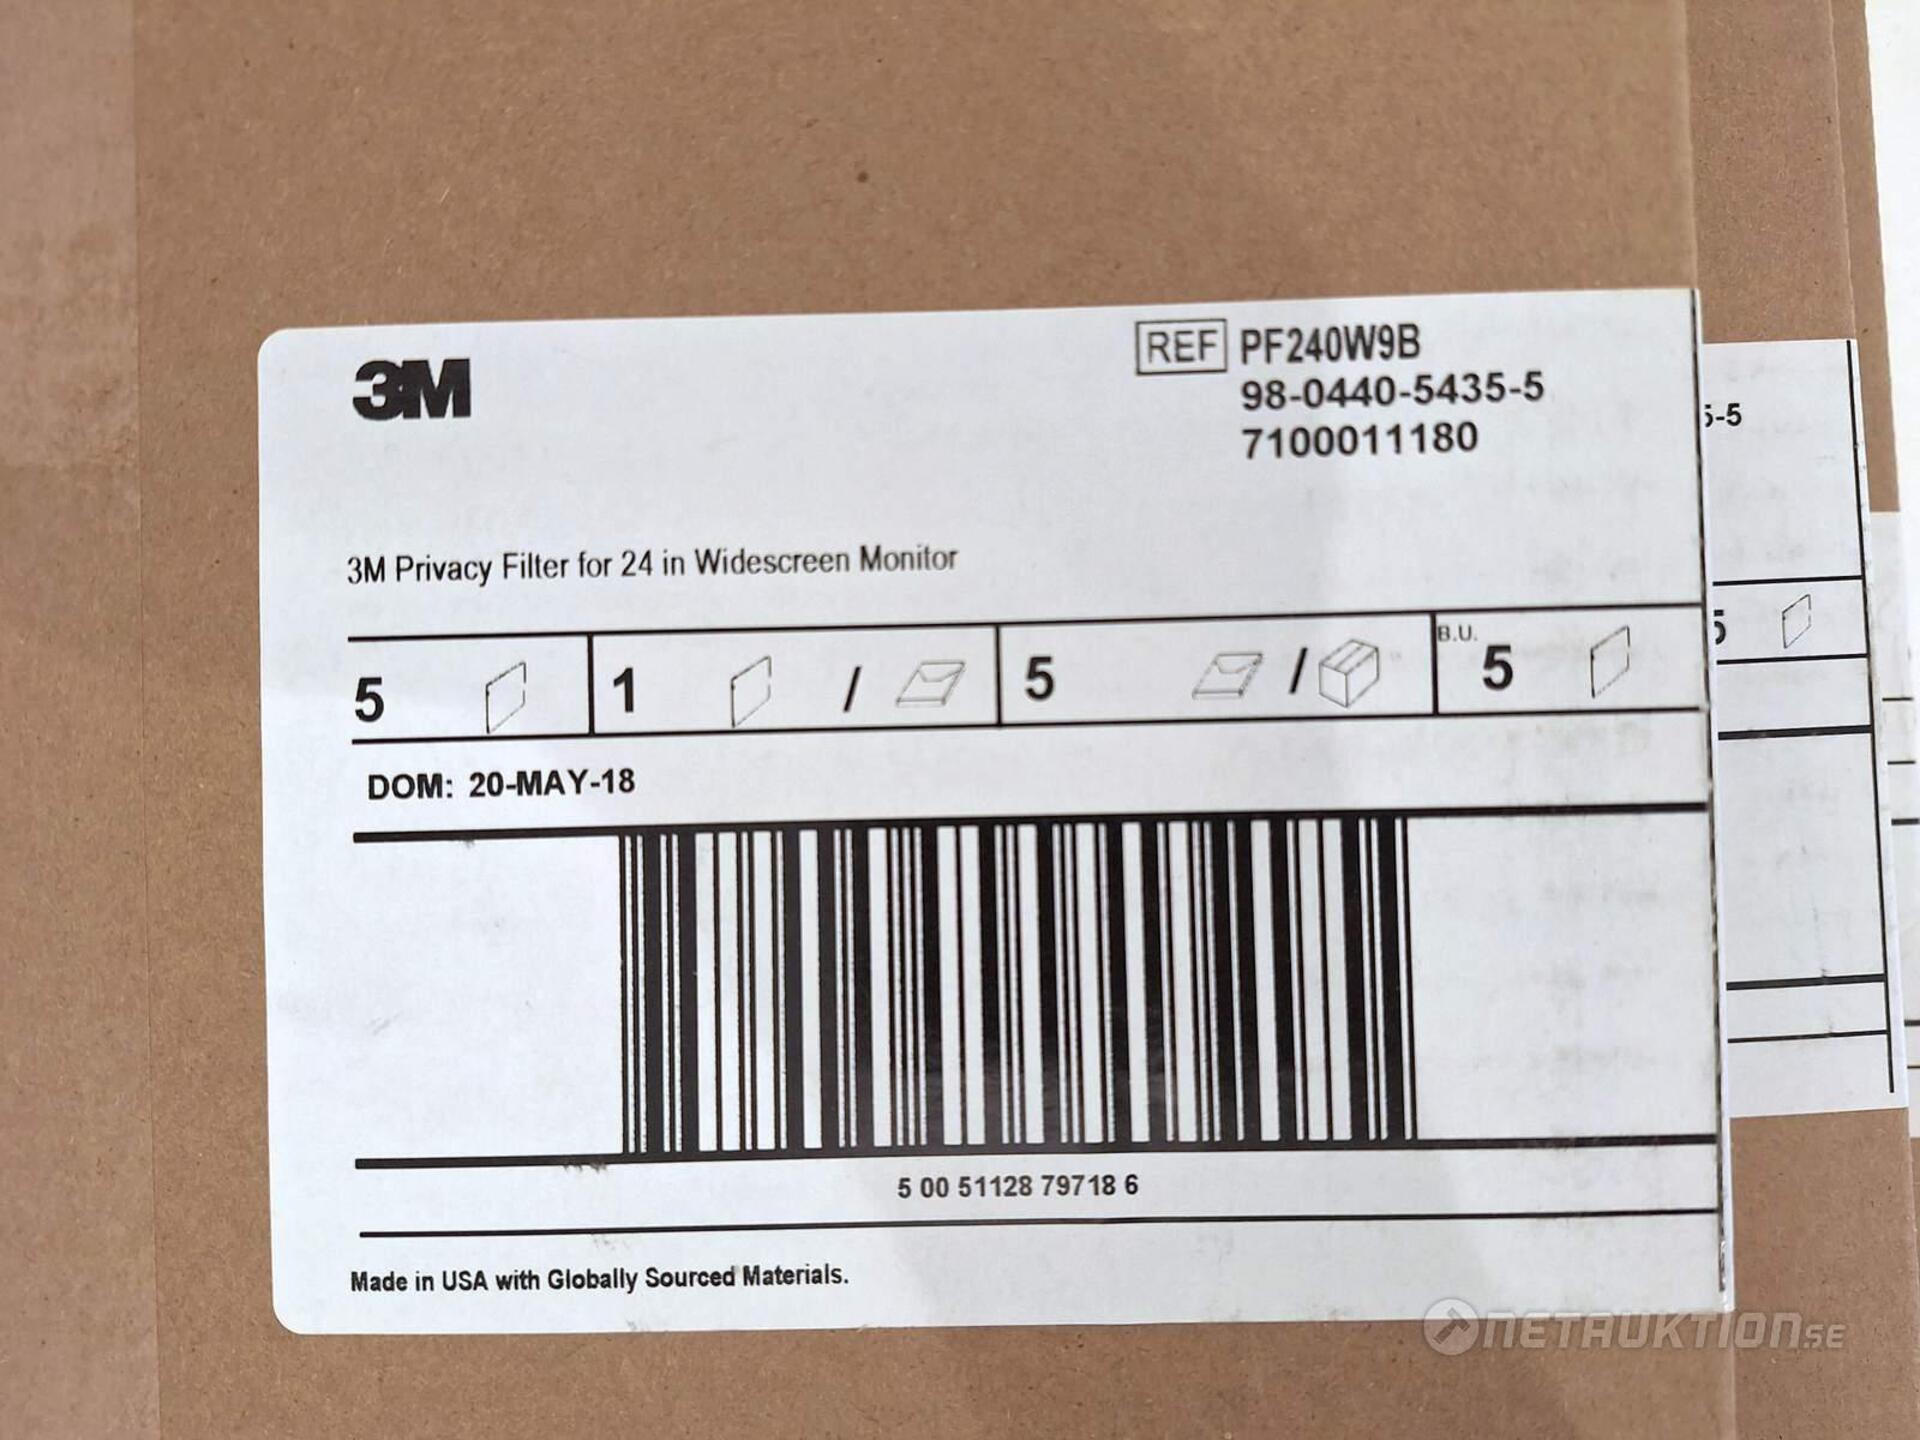 3M
REF PF240W9B
98-0440-5435-5
7100011180
5-5
3M Privacy Filter for 24 in Widescreen Monitor
5 1 / 5 / B.U. 5
5
DOM: 20-MAY-18
5 00 51128 79718 6
Made in USA with Globally Sourced Materials.
NETAUKTION.SE